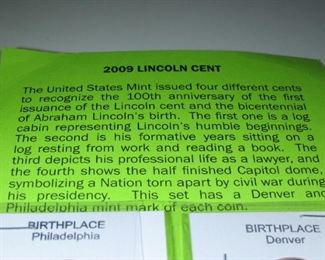 2009 LINCOLN CENT
The United States Mint issued four different cents
to recognize the 100th anniversary of the first
issuance of the Lincoln cent and the bicentennial
of Abraham Lincoln's birth. The first one is a log
cabin representing Lincoln's humble beginnings.
The second is his formative years sitting on a
log resting from work and reading a book. The
third depicts his professional life as a lawyer, and
the fourth shows the half finished Capitol dome,
symbolizing a Nation torn apart by civil war during
his presidency. This set has a Denver and
Philadelphia mint mark of each coin.
BIRTHPLACE
Philadelphia
BIRTHPLACE
Denver